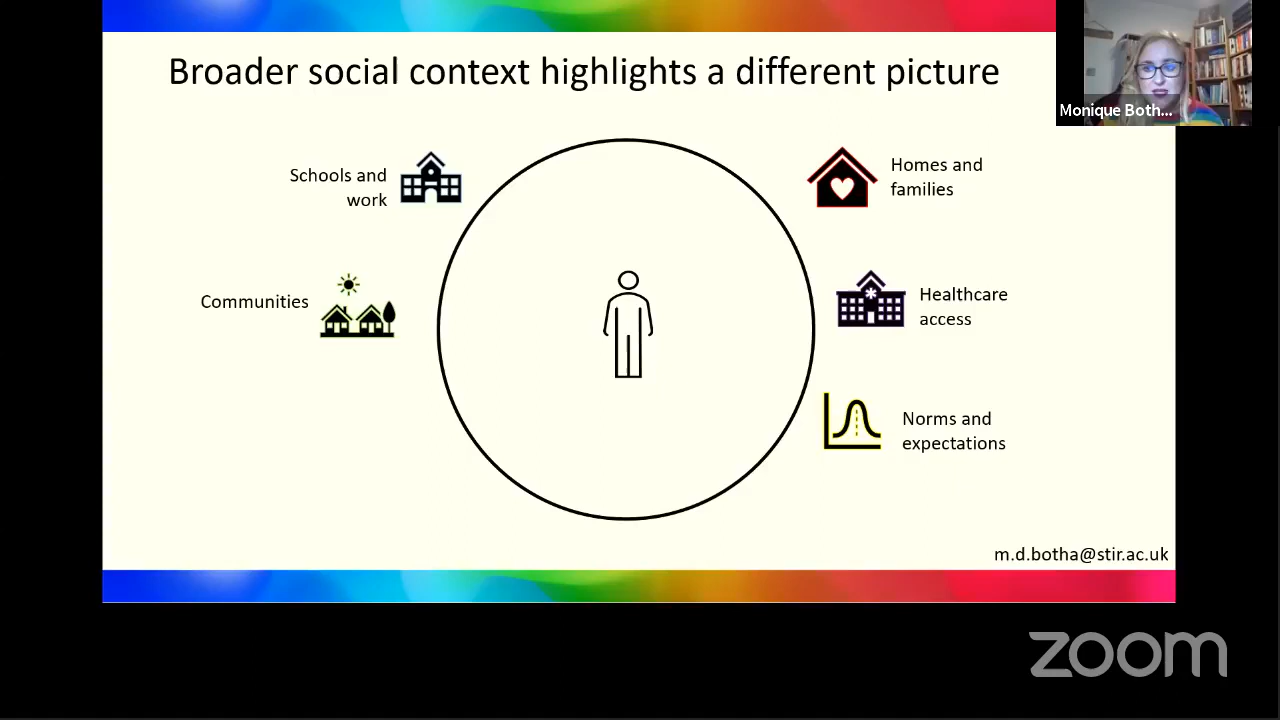 Broader social context highlights a different picture
Monique Both...
Schools and
work
Homes and
families
Communities
Healthcare
access
Norms and
expectations
m.d.botha@stir.ac.uk
zoom